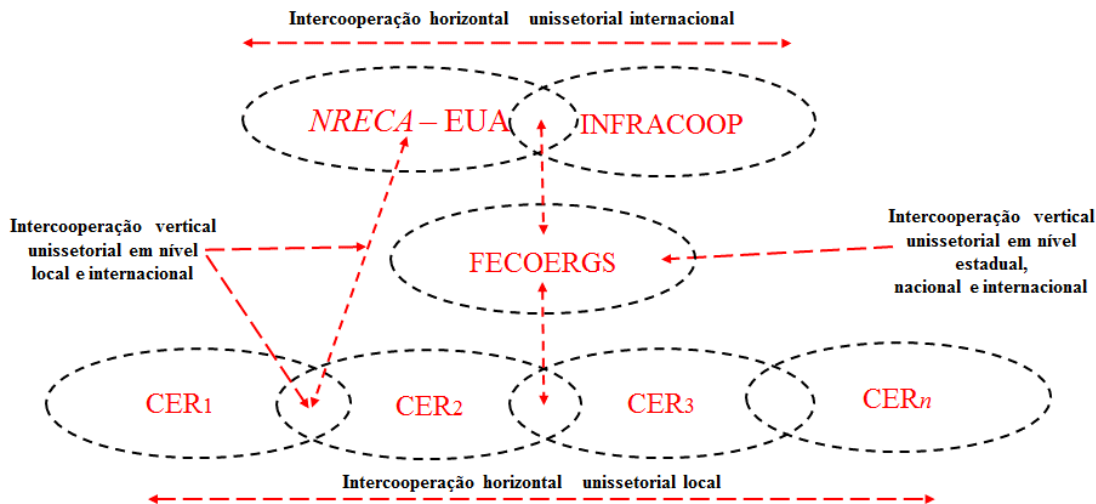 Intercooperação horizontal unissetorial internacional
NRECA – EUA
INFRACOOP
Intercooperação vertical
unissetorial em nível
local e internacional
FECOERGS
Intercooperação vertical
unissetorial em nível
estadual,
nacional e internacional
CER1
CER2
CER3
CERn
Intercooperação horizontal unissetorial local